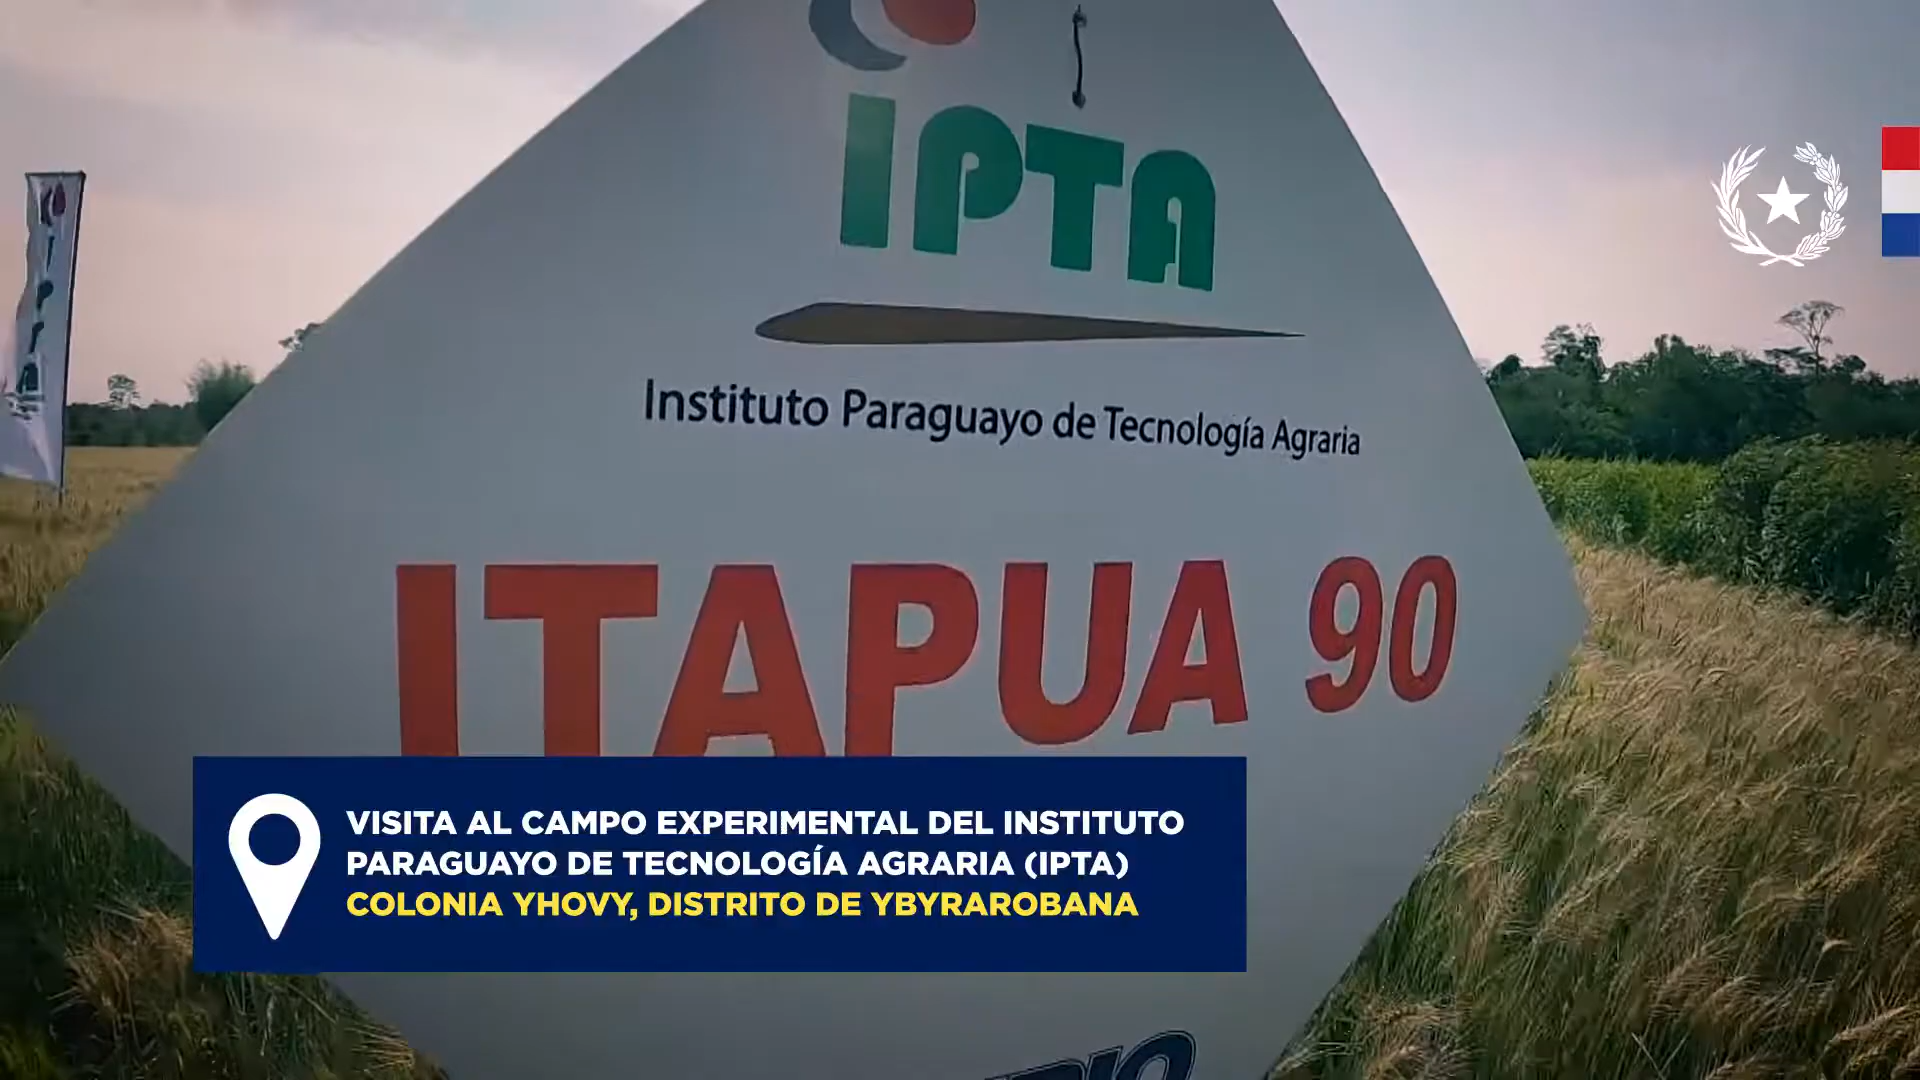 IPTA
IPTA
Instituto Paraguayo de Tecnología Agraria
ITAPUA 90
VISITA AL CAMPO EXPERIMENTAL DEL INSTITUTO
PARAGUAYO DE TECNOLOGÍA AGRARIA (IPTA)
COLONIA YHOVY, DISTRITO DE YBYRAROBANA